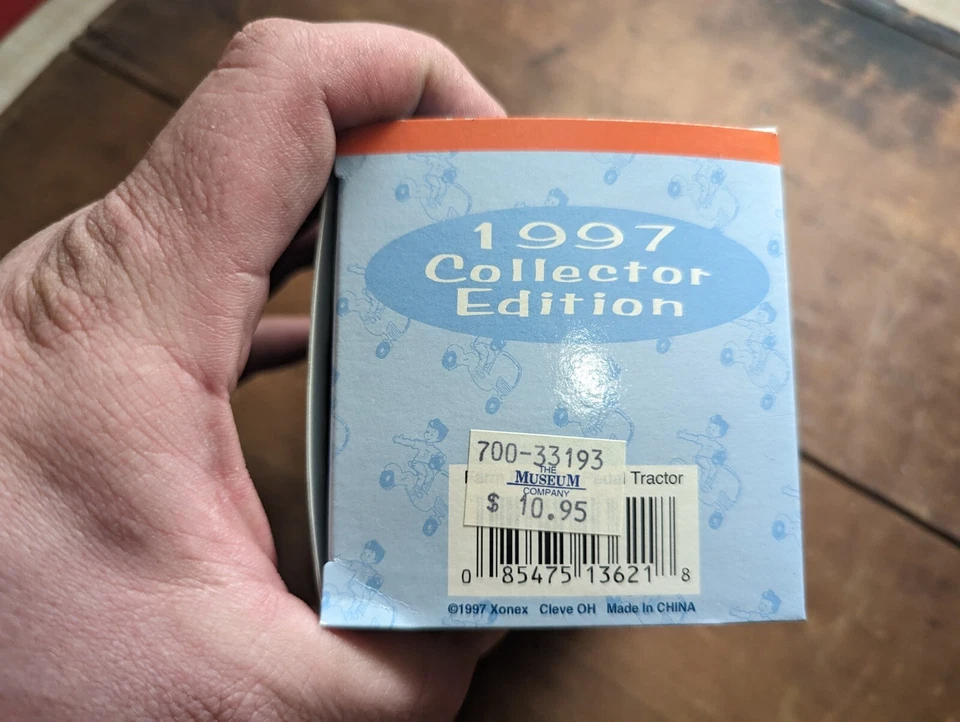 1997
Collector
Edition
700-33193
THE
MUSEUM
COMPANY
$ 10.95
Tractor
0 85475 13621 8
©1997 Xonex Cleve OH Made In CHINA